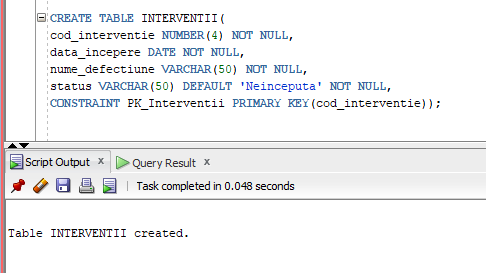 CREATE TABLE INTERVENTII(
cod_interventie NUMBER(4) NOT NULL,
data_incepere DATE NOT NULL,
nume_defectiune VARCHAR(50) NOT NULL,
status VARCHAR(50) DEFAULT 'Neinceputa' NOT NULL,
CONSTRAINT PK_Interventii PRIMARY KEY(cod_interventie));
Script Output x Query Result x
Task completed in 0.048 seconds
Table INTERVENTII created.